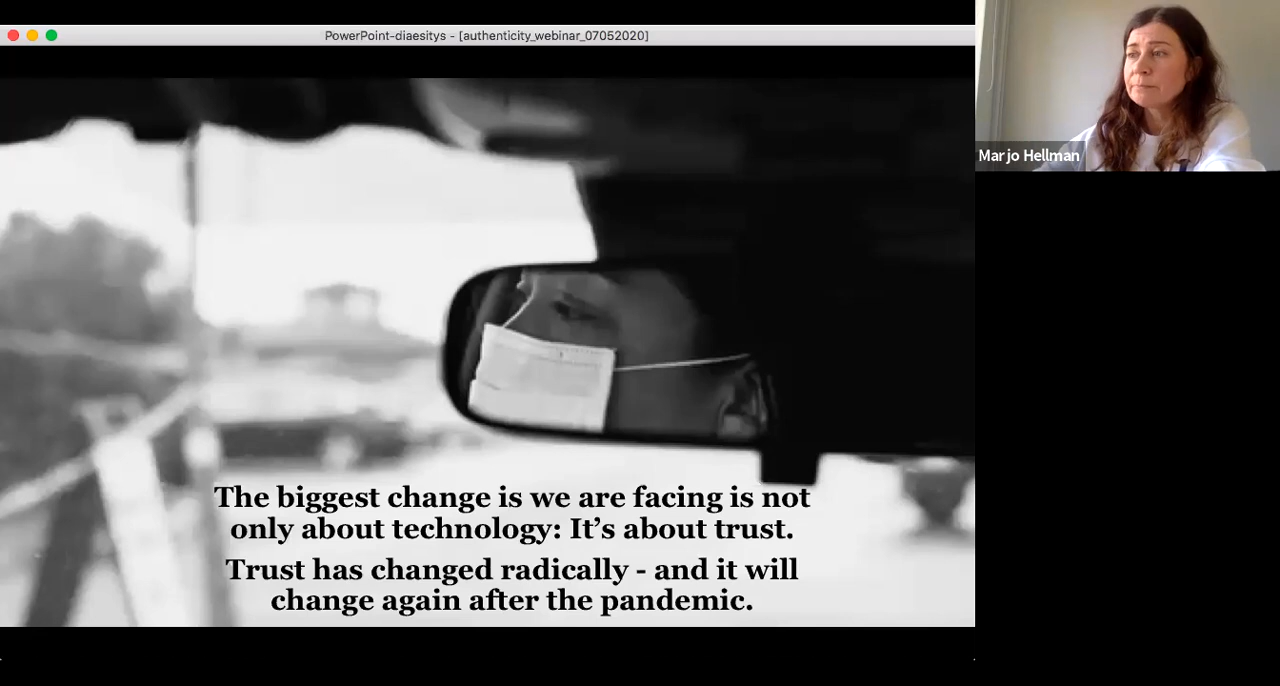 PowerPoint-diaesitys - [authenticity_webinar_07052020]
Marjo Hellman
The biggest change is we are facing is not
only about technology: It’s about trust.
Trust has changed radically - and it will
change again after the pandemic.